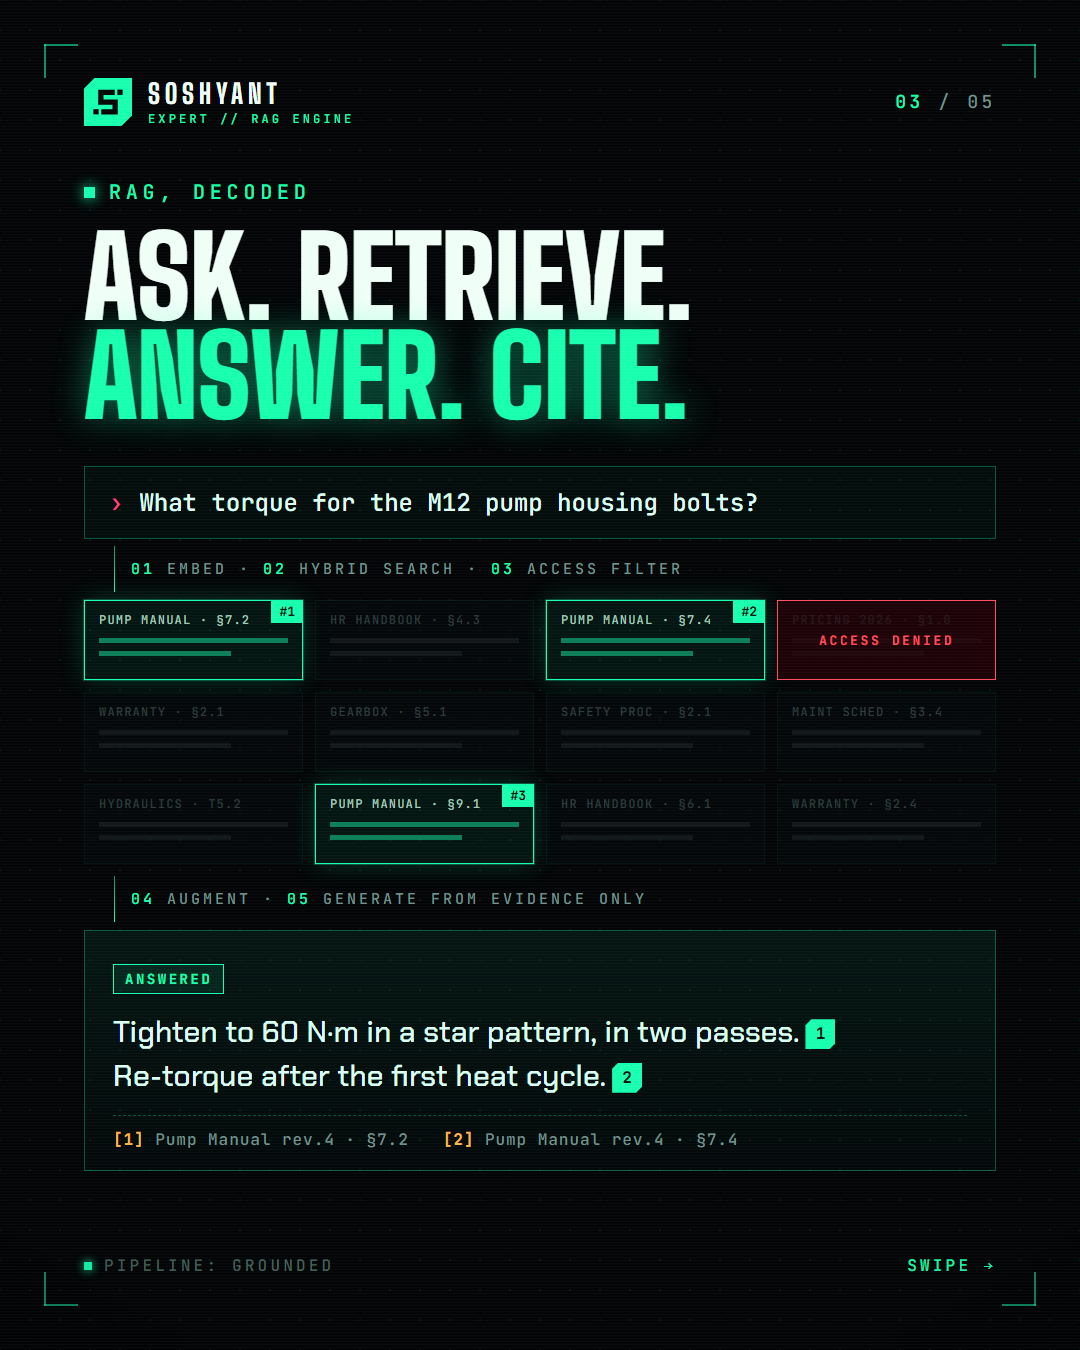 SOSHYANT
EXPERT // RAG ENGINE
03 / 05
RAG, DECODED
ASK. RETRIEVE.
ANSWER. CITE.
› What torque for the M12 pump housing bolts?
01 EMBED · 02 HYBRID SEARCH · 03 ACCESS FILTER
PUMP MANUAL · §7.2 #1
HR HANDBOOK · §4.3
PUMP MANUAL · §7.4 #2
PRICING 2026 · §1.0
ACCESS DENIED
WARRANTY · §2.1
GEARBOX · §5.1
SAFETY PROC · §2.1
MAINT SCHED · §3.4
HYDRAULICS · T5.2
PUMP MANUAL · §9.1 #3
HR HANDBOOK · §6.1
WARRANTY · §2.4
04 AUGMENT · 05 GENERATE FROM EVIDENCE ONLY
ANSWERED
Tighten to 60 N·m in a star pattern, in two passes. 1
Re-torque after the first heat cycle. 2
[1] Pump Manual rev.4 · §7.2 [2] Pump Manual rev.4 · §7.4
PIPELINE: GROUNDED
SWIPE →